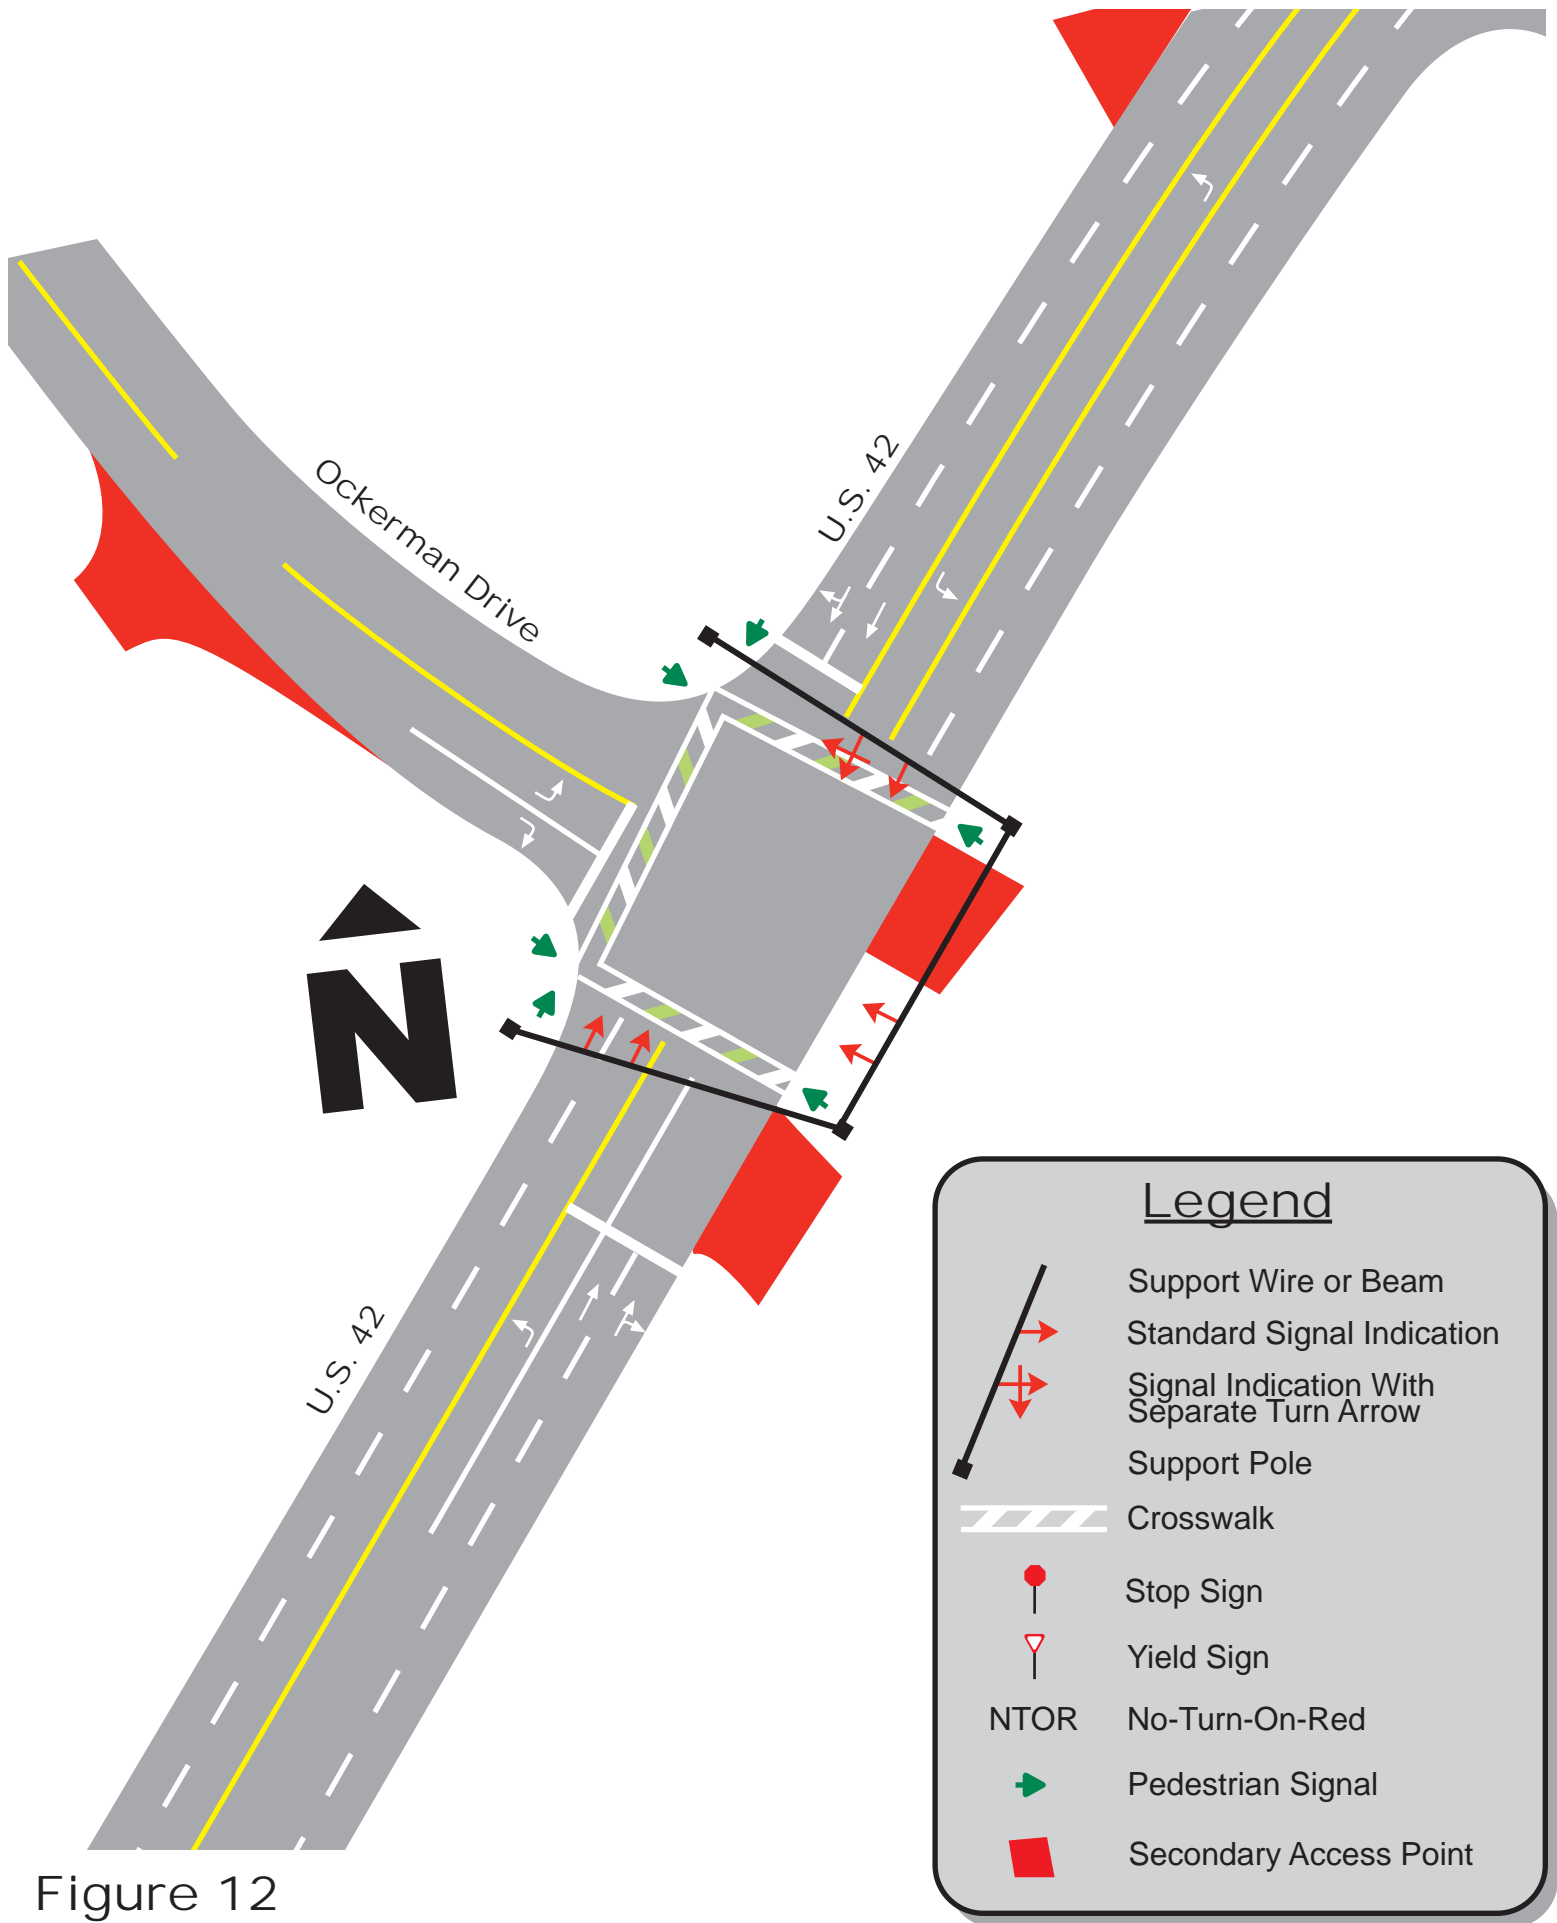 U.S. 42
Ockerman Drive
N
U.S. 42
Legend
Support Wire or Beam
Standard Signal Indication
Signal Indication With
Separate Turn Arrow
Support Pole
Crosswalk
Stop Sign
Yield Sign
NTOR No-Turn-On-Red
Pedestrian Signal
Secondary Access Point
Figure 12